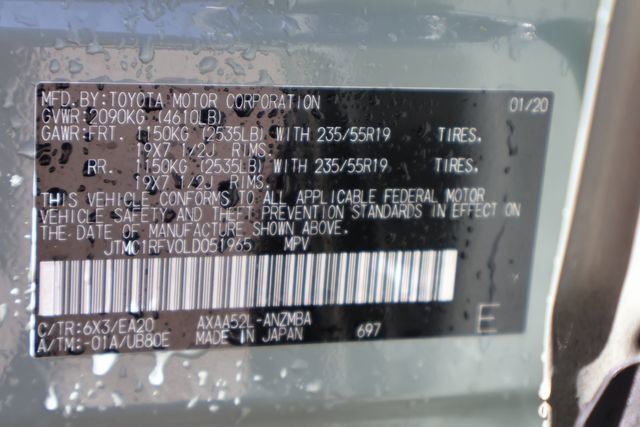 MFD.BY:TOYOTA MOTOR CORPORATION 01/20
GVWR:2090KG (4610LB)
GAWR:FRT. 1150KG (2535LB) WITH 235/55R19 TIRES.
19X7 1/2J RIMS.
RR. 1150KG (2535LB) WITH 235/55R19 TIRES.
19X7 1/2J RIMS.
THIS VEHICLE CONFORMS TO ALL APPLICABLE FEDERAL MOTOR
VEHICLE SAFETY AND THEFT PREVENTION STANDARDS IN EFFECT ON
THE DATE OF MANUFACTURE SHOWN ABOVE.
JTMC1RFV0LD051965 MPV
C/TR:6X3/EA20 AXAA52L-ANZMBA
A/TM:-01A/UB80E MADE IN JAPAN 697 E